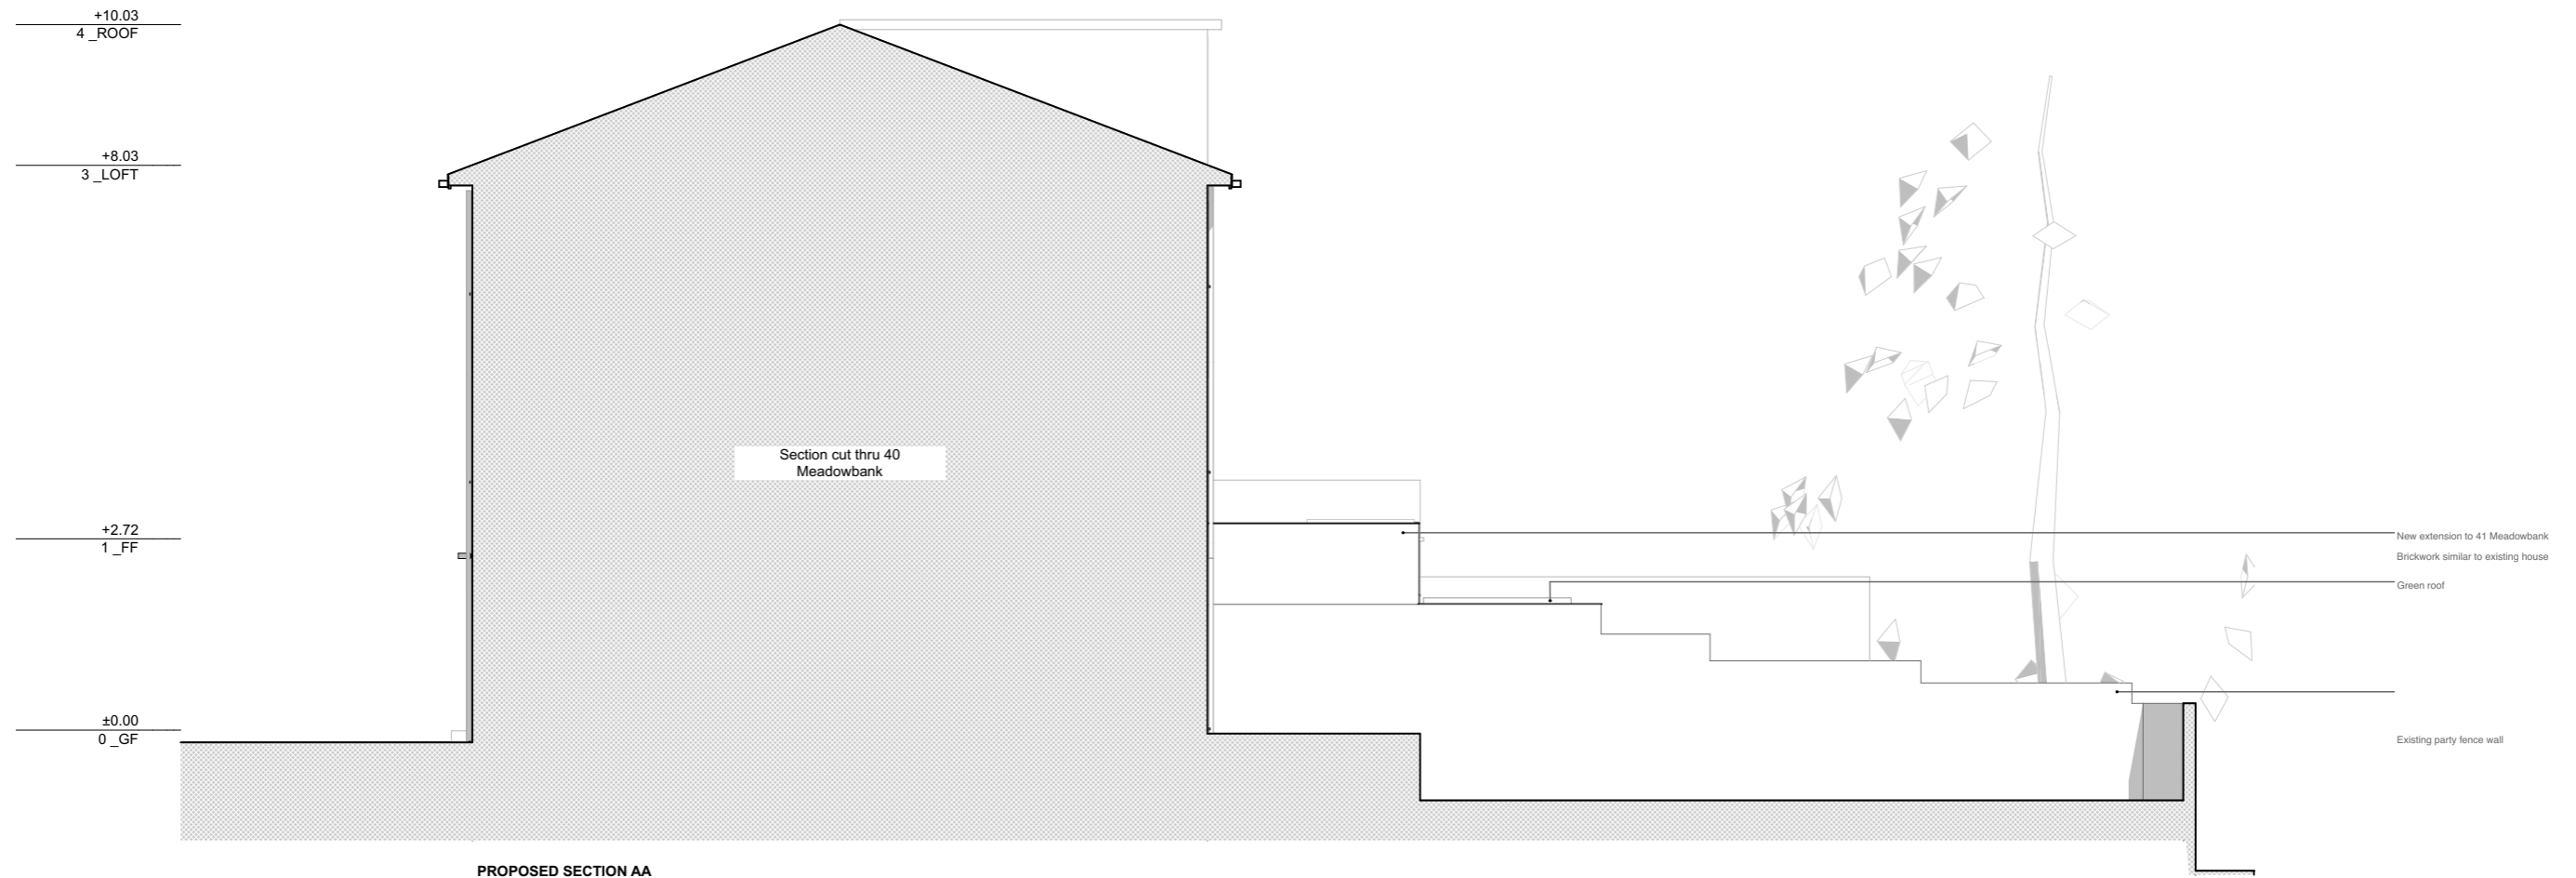 +10.03
4 _ROOF
+8.03
3 _LOFT
Section cut thru 40
Meadowbank
+2.72
1 _FF
New extension to 41 Meadowbank
Brickwork similar to existing house
Green roof
±0.00
0 _GF
Existing party fence wall
PROPOSED SECTION AA